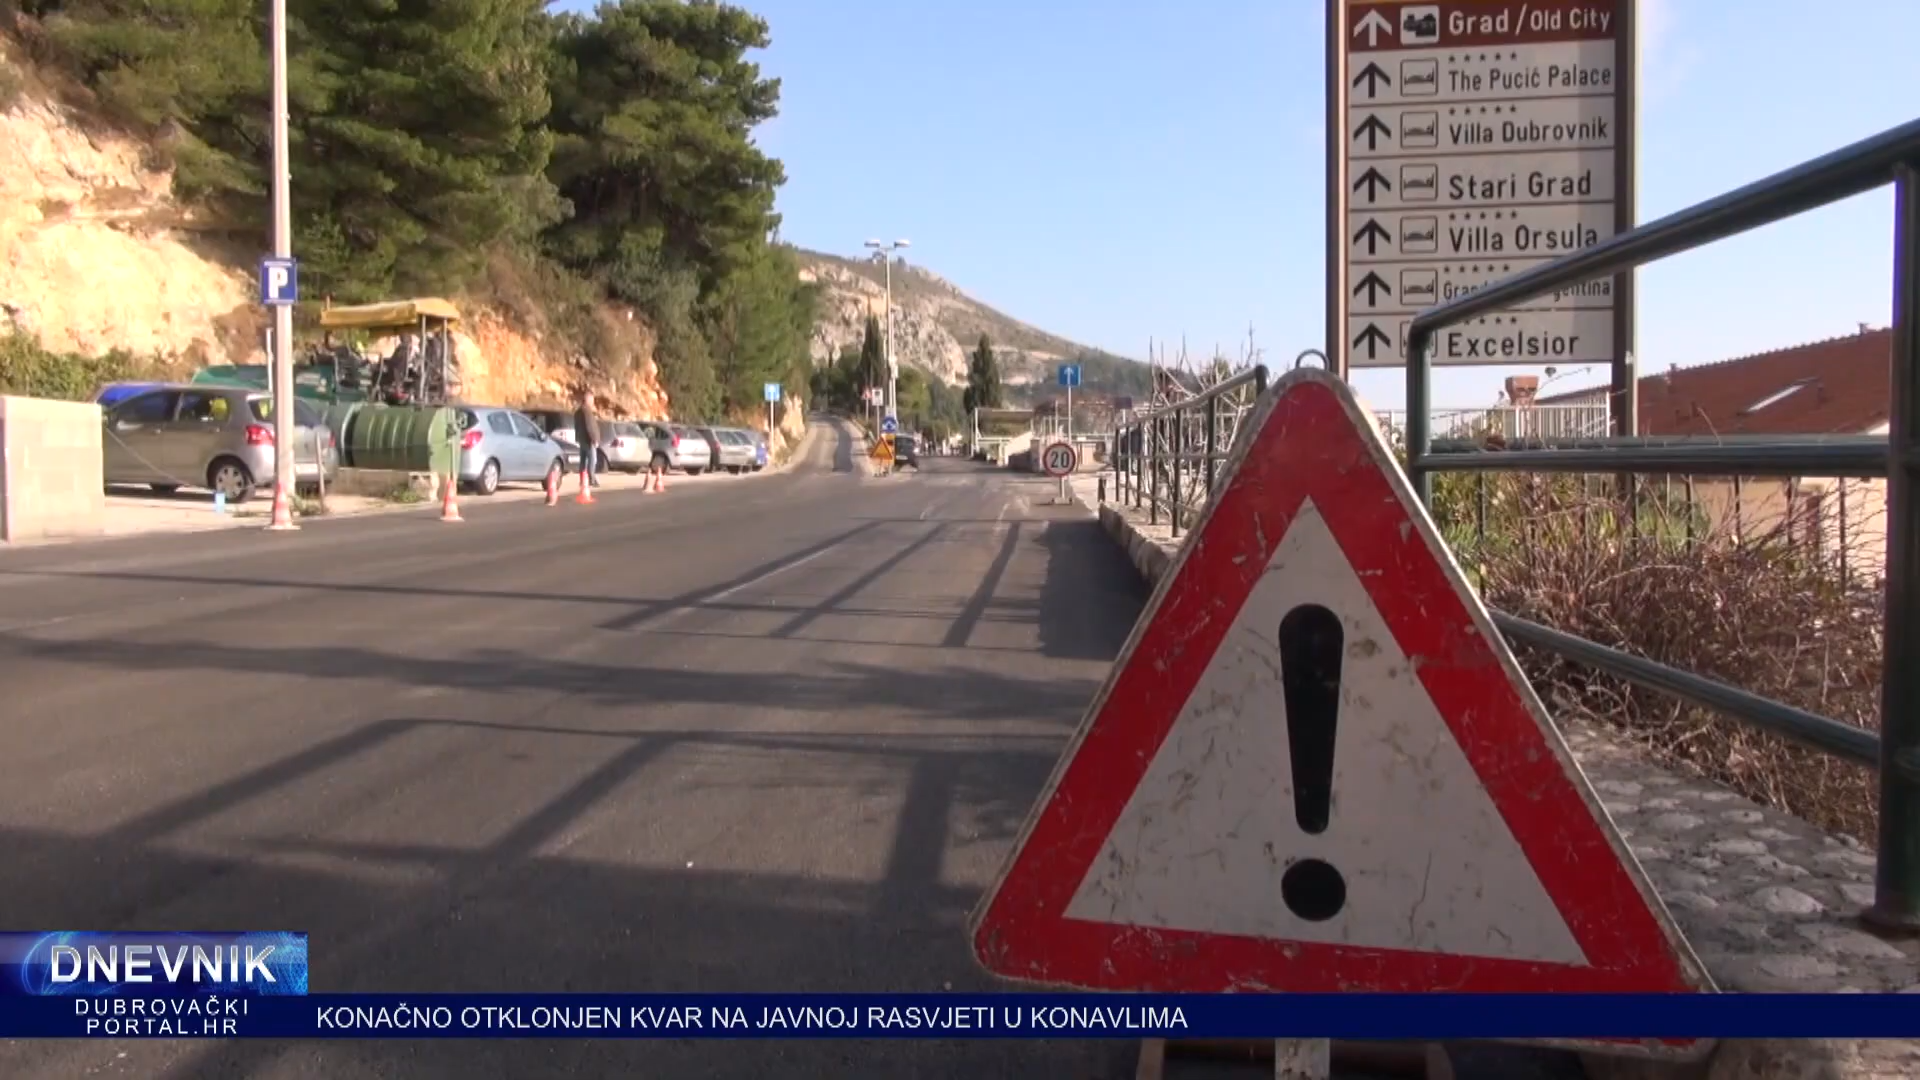 Grad / Old City
The Pucić Palace
Villa Dubrovnik
Stari Grad
Villa Orsula
Excelsior
P
20
DNEVNIK
DUBROVAČKI
PORTAL.HR
KONAČNO OTKLONJEN KVAR NA JAVNOJ RASVJETI U KONAVLIMA